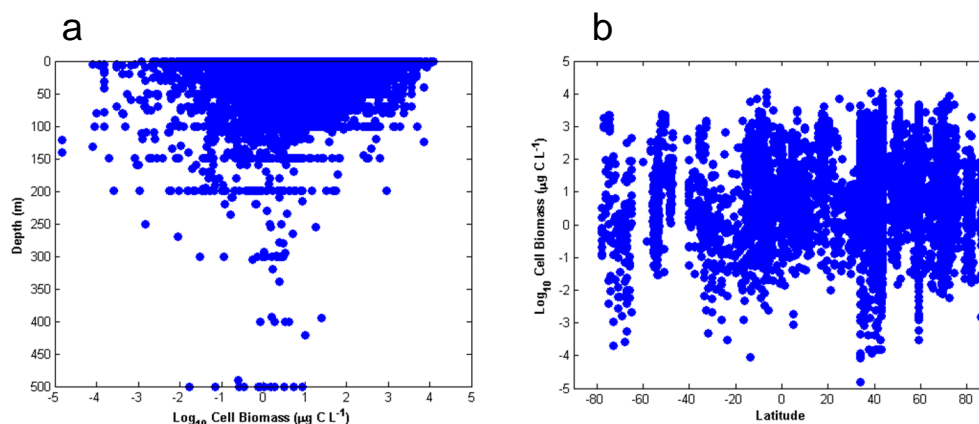 a
b
0
50
100
150
200
250
300
350
400
450
500
Depth (m)
-5 -4 -3 -2 -1 0 1 2 3 4 5
Log₁₀ Cell Biomass (µg C L⁻¹)
5
4
3
2
1
0
-1
-2
-3
-4
-5
Log₁₀ Cell Biomass (µg C L⁻¹)
-80 -60 -40 -20 0 20 40 60 80
Latitude